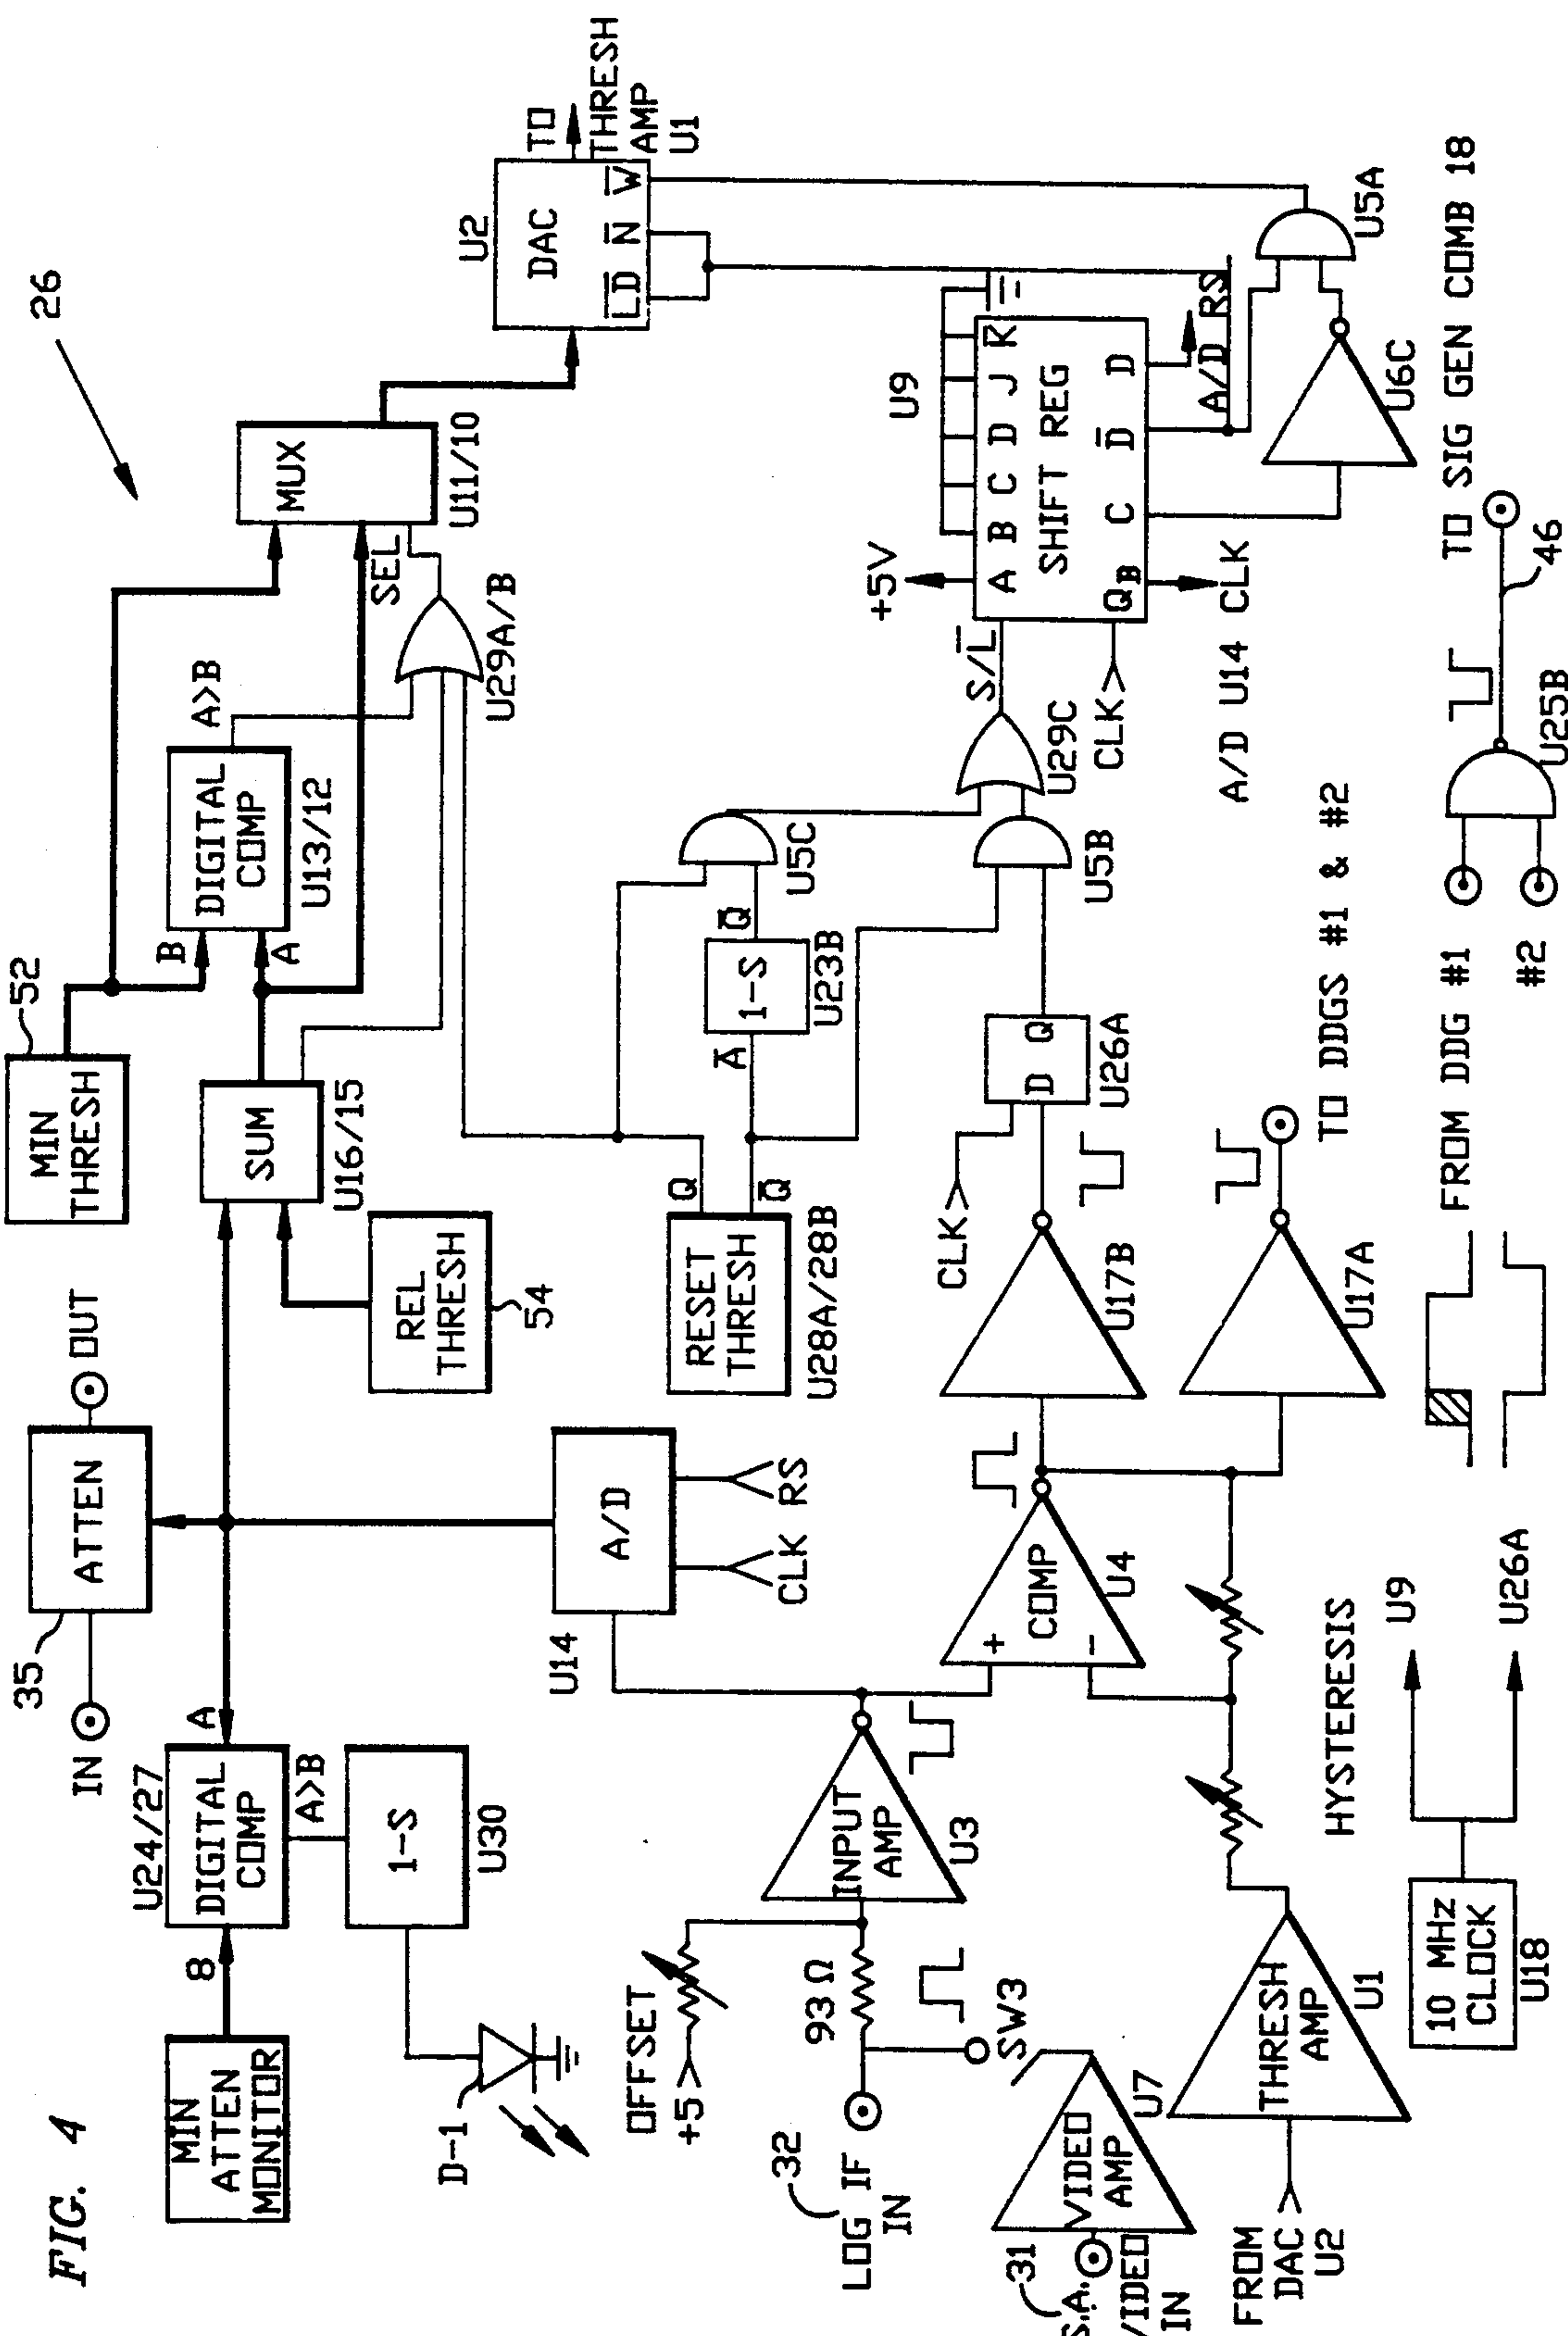 FIG. 4
26
MIN
ATTEN
MONITOR
8
U24/27
DIGITAL
COMP
A
A>B
1-S
U30
D-1
IN
35
ATTEN
OUT
MIN
THRESH
52
SUM
U16/15
REL
THRESH
54
B
A
DIGITAL
COMP
U13/12
A>B
MUX
U11/10
SEL
U29A/B
U2
DAC
LD N W
TO
THRESH
AMP
U1
A/D
U14
CLK RS
RESET
THRESH
U28A/28B
Q
Q
A
1-S
U23B
Q
U5C
U5B
U29C
S/L
CLK
+5V
U9
A B C D J K
SHIFT REG
QB C D D
A/D U14 CLK
A/D RS
U6C
U5A
OFFSET
+5
93 Ω
32
LOG IF
IN
SW3
INPUT
AMP
U3
31
S.A.
VIDEO
IN
VIDEO
AMP
U7
FROM
DAC
U2
THRESH
AMP
U1
HYSTERESIS
+
-
COMP
U4
U17B
U17A
CLK
D Q
U26A
TO DDGS #1 & #2
10 MHz
CLOCK
U18
U9
U26A
FROM DDG #1
#2
U25B
46
TO SIG GEN COMB 18